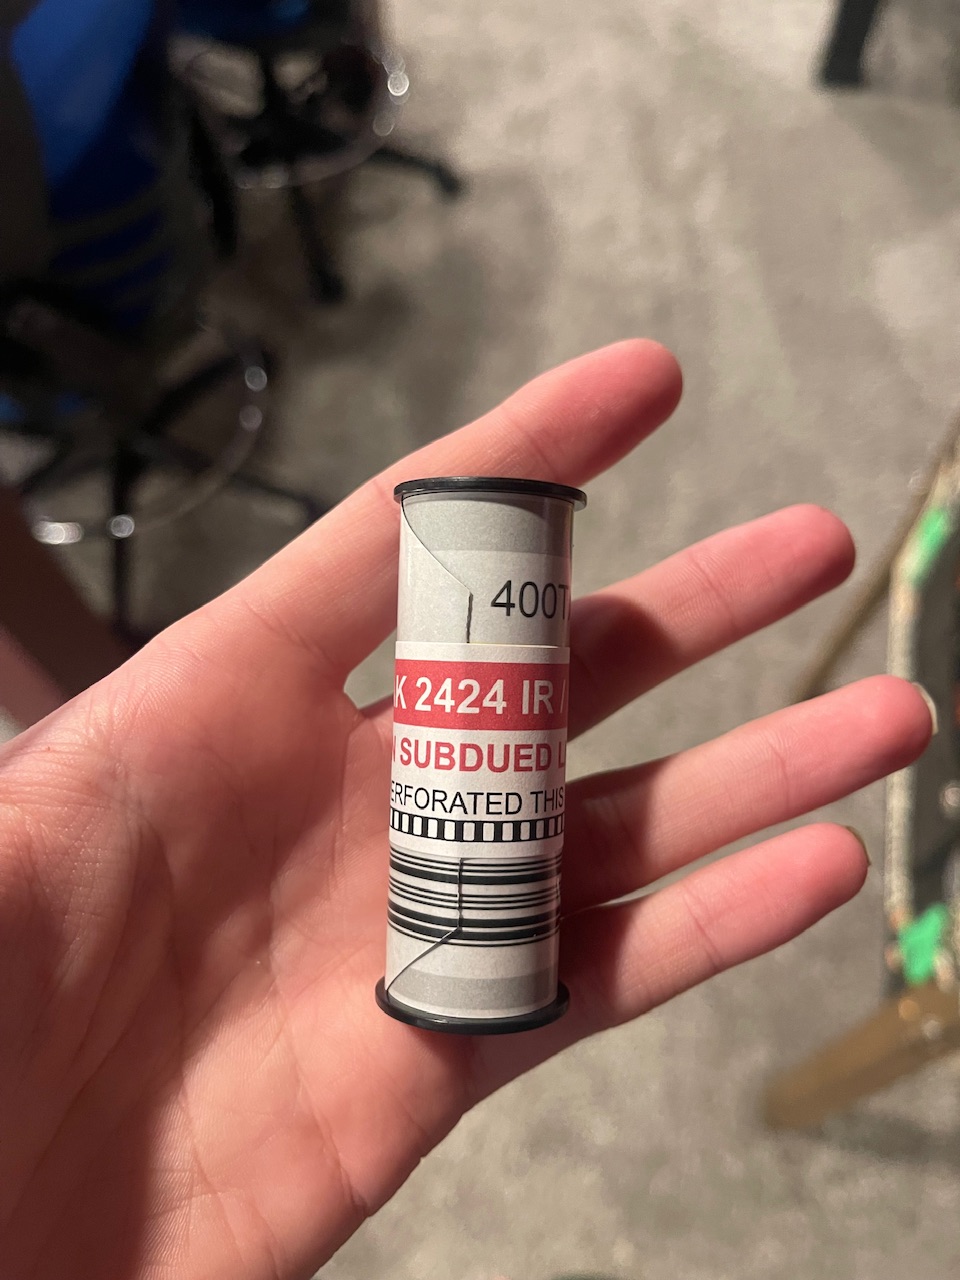 400T
K 2424 IR /
SUBDUED L
ERFORATED THIS